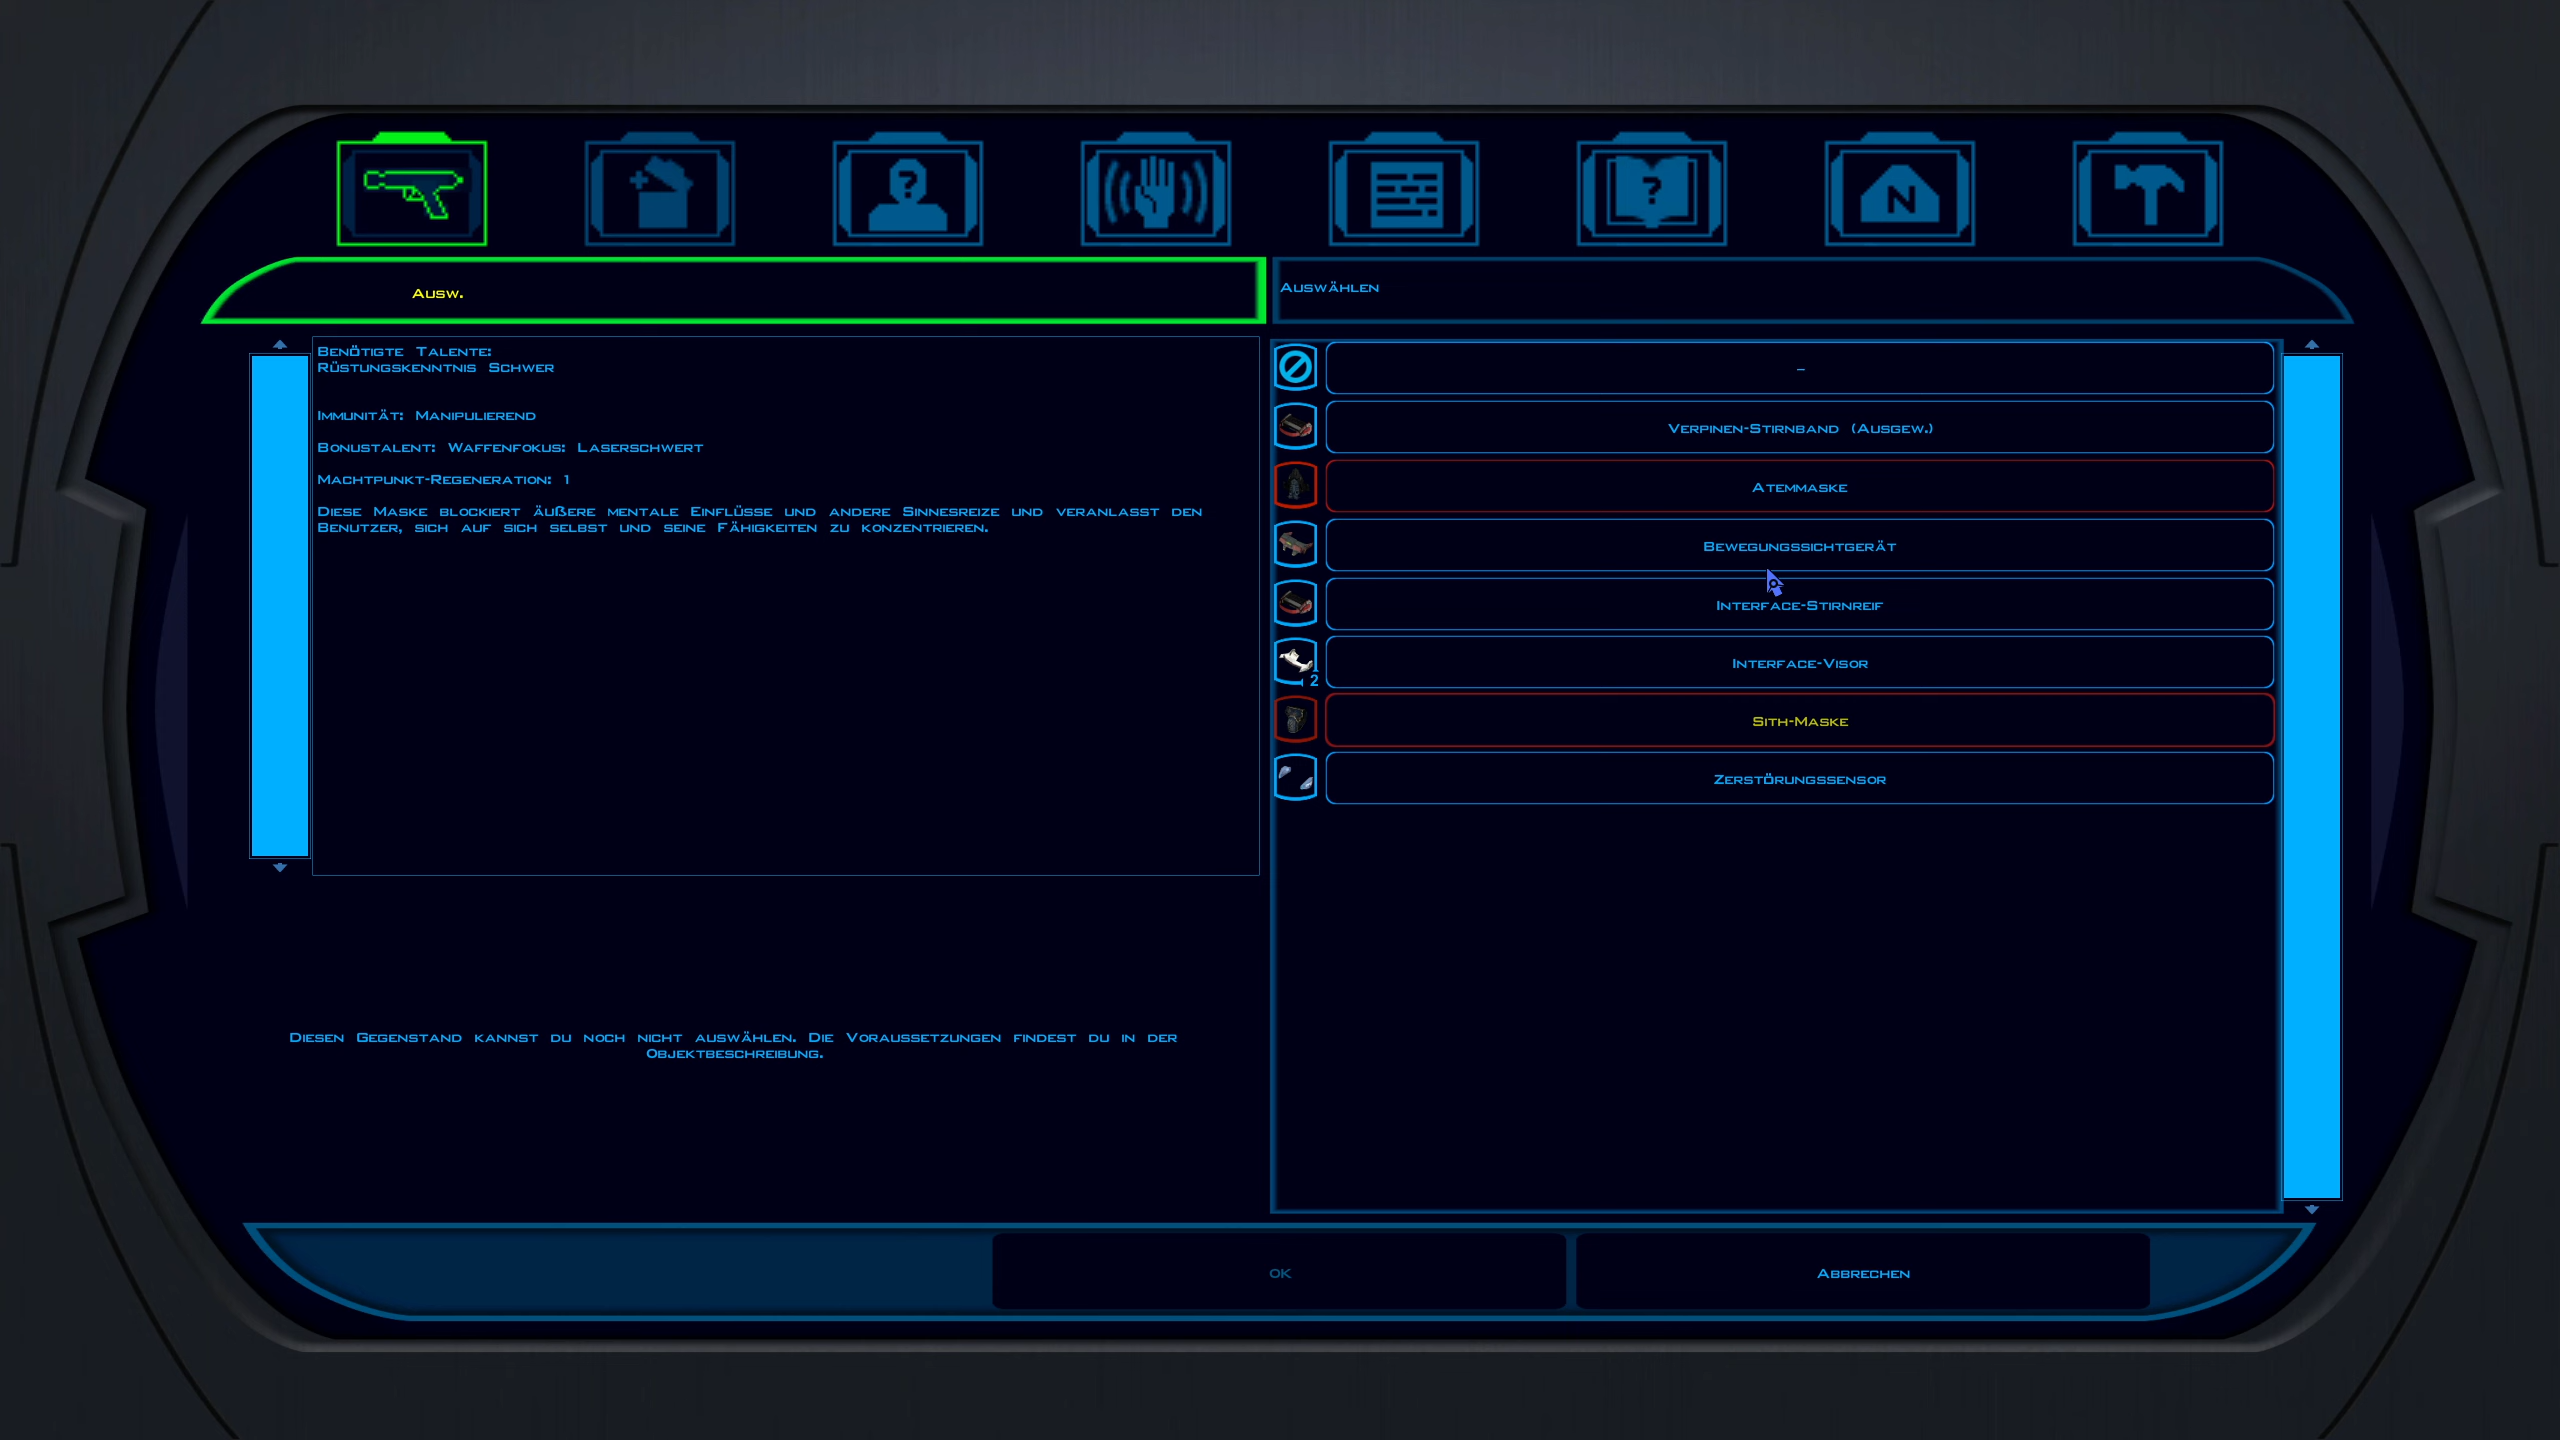 Ausw.
Auswählen
Benötigte Talente:
Rüstungskenntnis Schwer
Immunität: Manipulierend
Bonustalent: Waffenfokus: Laserschwert
Machtpunkt-Regeneration: 1
Diese Maske blockiert äußere mentale Einflüsse und andere Sinnesreize und veranlasst den
Benutzer, sich auf sich selbst und seine Fähigkeiten zu konzentrieren.
–
Verpinen-Stirnband (Ausgew.)
Atemmaske
Bewegungssichtgerät
Interface-Stirnreif
Interface-Visor
2
Sith-Maske
Zerstörungssensor
Diesen Gegenstand kannst du noch nicht auswählen. Die Voraussetzungen findest du in der
Objektbeschreibung.
OK
Abbrechen